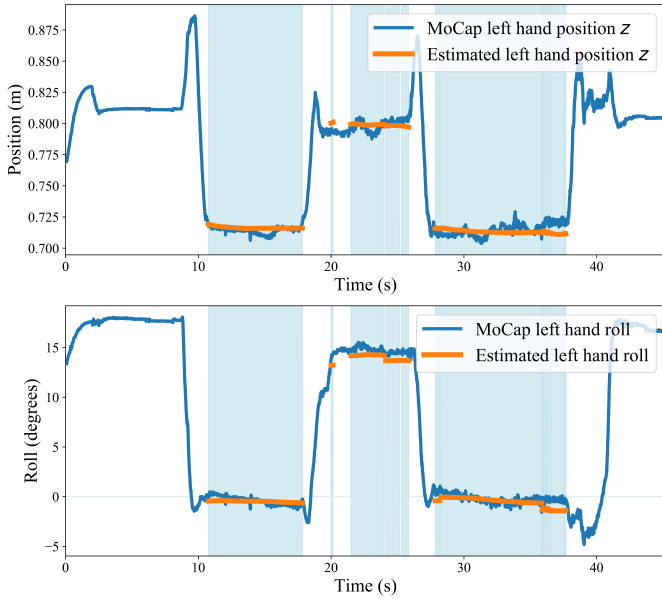 MoCap left hand position z
Estimated left hand position z
Position (m)
0.875
0.850
0.825
0.800
0.775
0.750
0.725
0.700
0 10 20 30 40
Time (s)
MoCap left hand roll
Estimated left hand roll
Roll (degrees)
15
10
5
0
−5
0 10 20 30 40
Time (s)